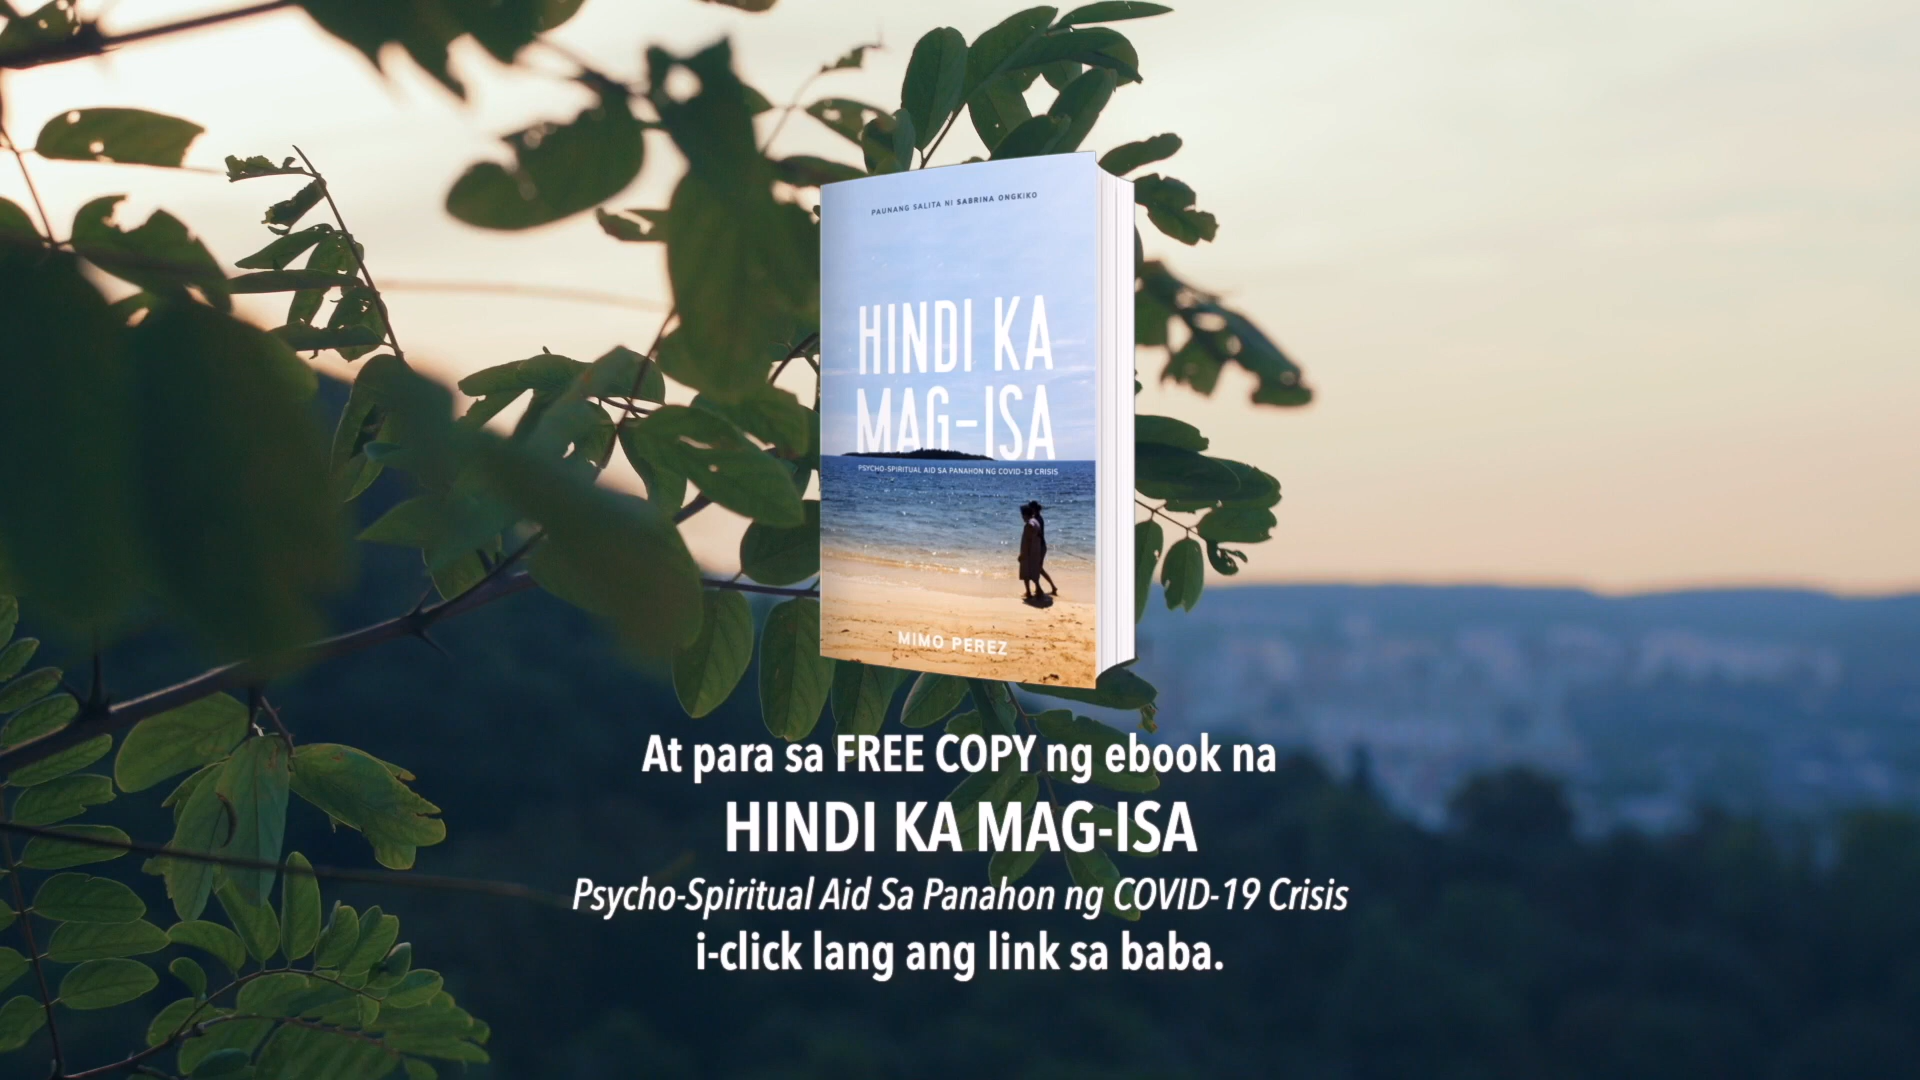 PAUNANG SALITA NI SABRINA ONGKIKO
HINDI KA
MAG-ISA
PSYCHO-SPIRITUAL AID SA PANAHON NG COVID-19 CRISIS
MIMO PEREZ
At para sa FREE COPY ng ebook na
HINDI KA MAG-ISA
Psycho-Spiritual Aid Sa Panahon ng COVID-19 Crisis
i-click lang ang link sa baba.